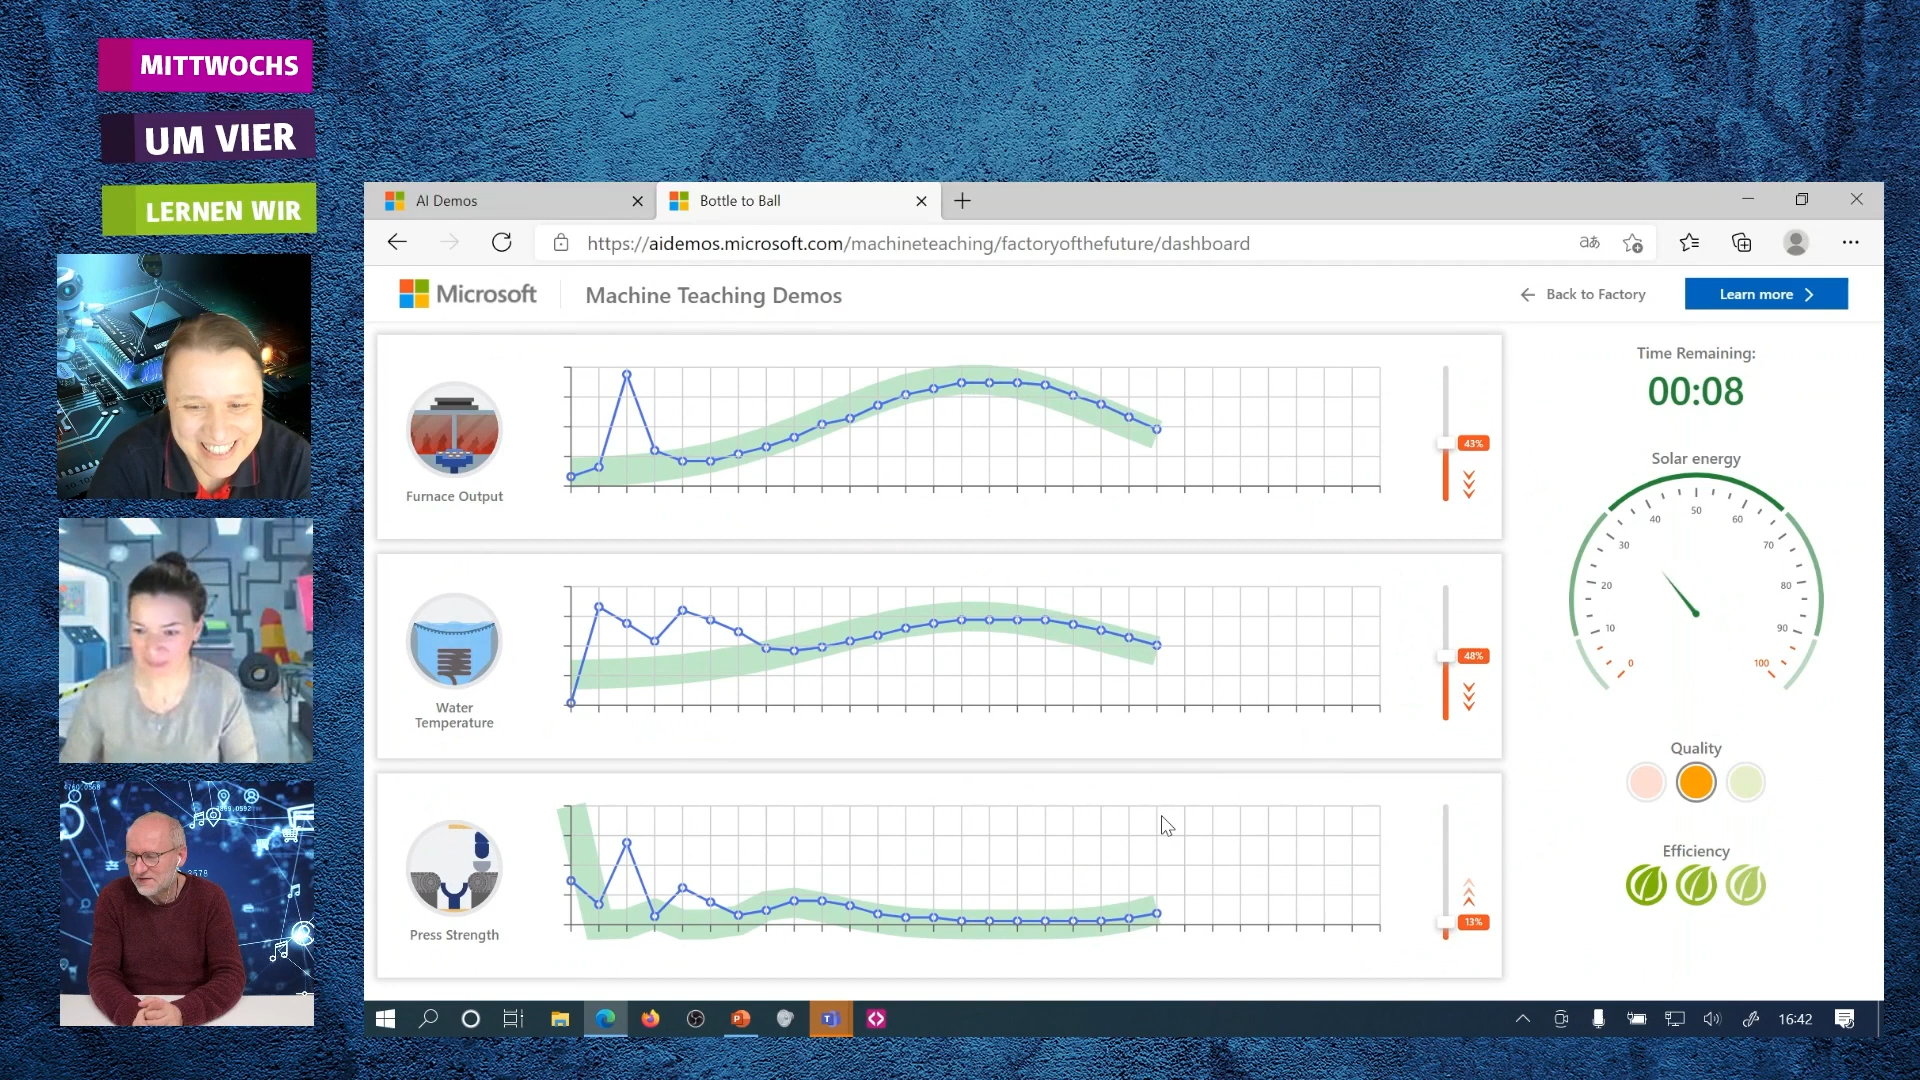 MITTWOCHS
UM VIER
LERNEN WIR
AI Demos
Bottle to Ball
https://aidemos.microsoft.com/machineteaching/factoryofthefuture/dashboard
Microsoft
Machine Teaching Demos
Back to Factory
Learn more
Furnace Output
43%
Water
Temperature
48%
Press Strength
13%
Time Remaining:
00:08
Solar energy
0
10
20
30
40
50
60
70
80
90
100
Quality
Efficiency
16:42